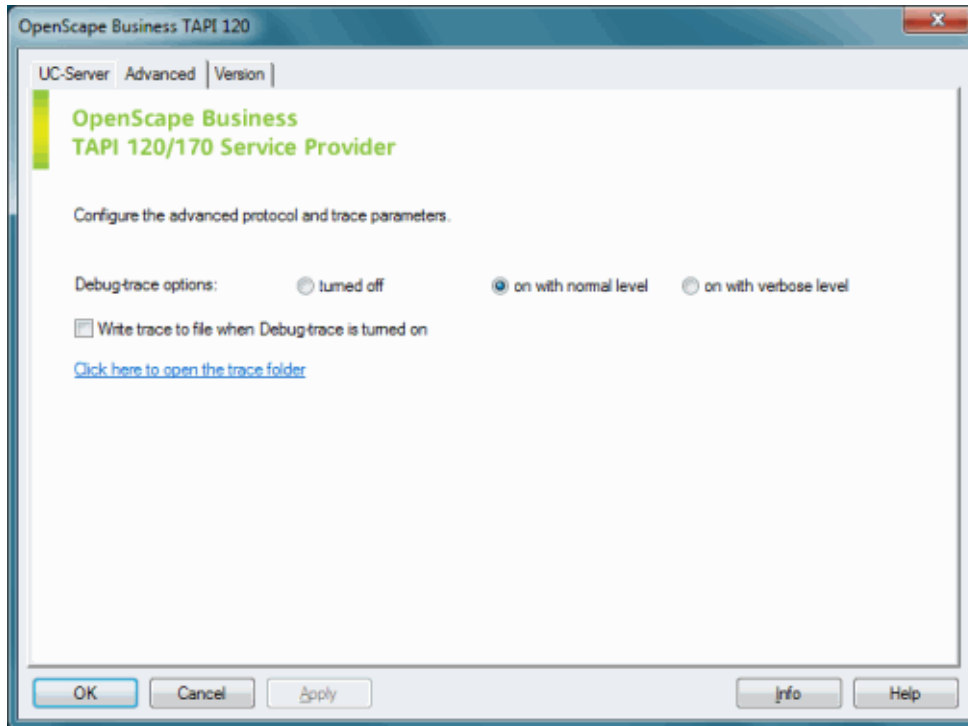 OpenScape Business TAPI 120
UC-Server Advanced Version
OpenScape Business
TAPI 120/170 Service Provider
Configure the advanced protocol and trace parameters.
Debug-trace options: turned off on with normal level on with verbose level
Write trace to file when Debug-trace is turned on
Click here to open the trace folder
OK Cancel Apply Info Help